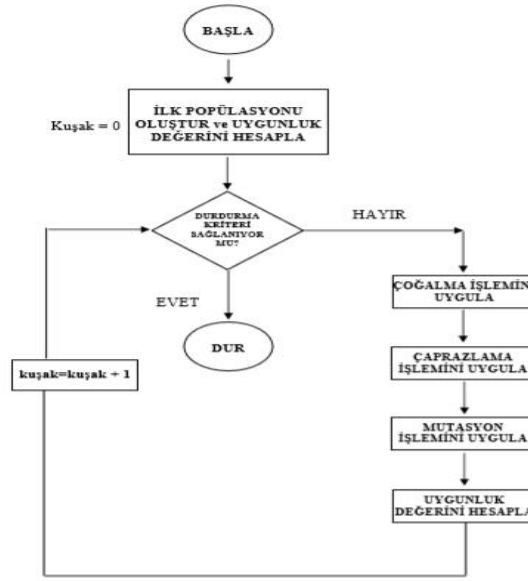 BAŞLA
Kuşak = 0
İLK POPÜLASYONU
OLUŞTUR ve UYGUNLUK
DEĞERİNİ HESAPLA
DURDURMA
KRİTERİ
SAĞLANIYOR
MU?
HAYIR
EVET
DUR
ÇOĞALMA İŞLEMİN
UYGULA
ÇAPRAZLAMA
İŞLEMİNİ UYGULA
MUTASYON
İŞLEMİNİ UYGULA
UYGUNLUK
DEĞERİNİ HESAPLA
kuşak=kuşak + 1